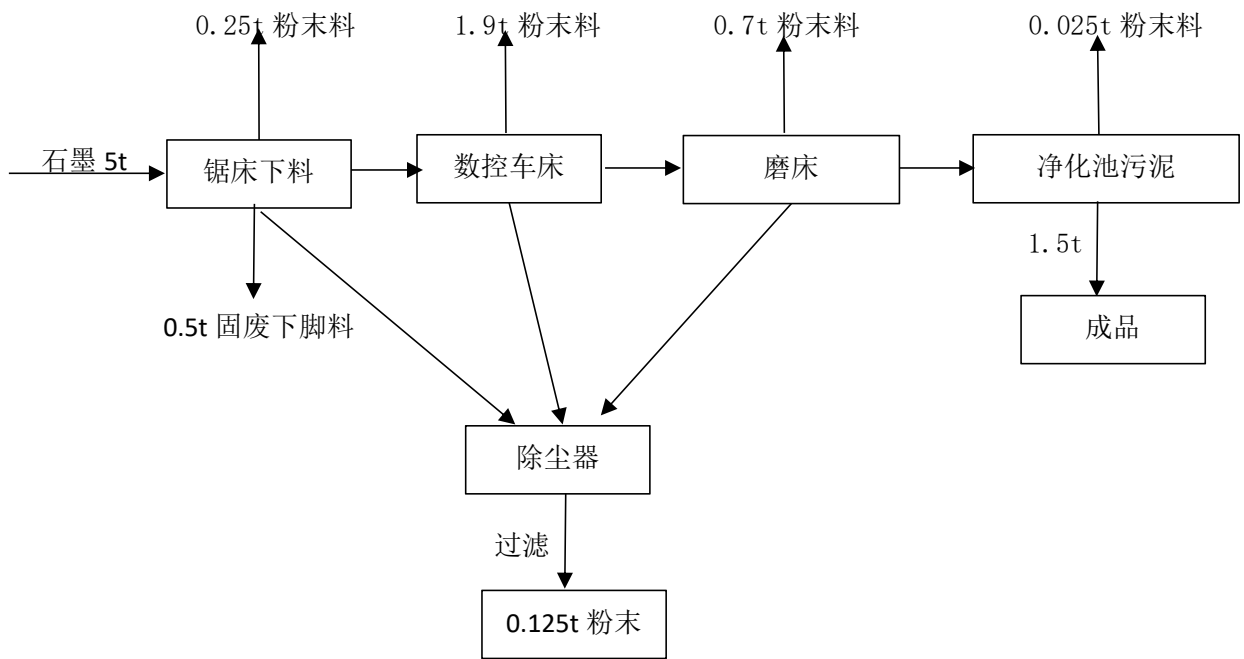 0.25t 粉末料
1.9t 粉末料
0.7t 粉末料
0.025t 粉末料
石墨 5t
锯床下料
数控车床
磨床
净化池污泥
1.5t
0.5t 固废下脚料
成品
除尘器
过滤
0.125t 粉末